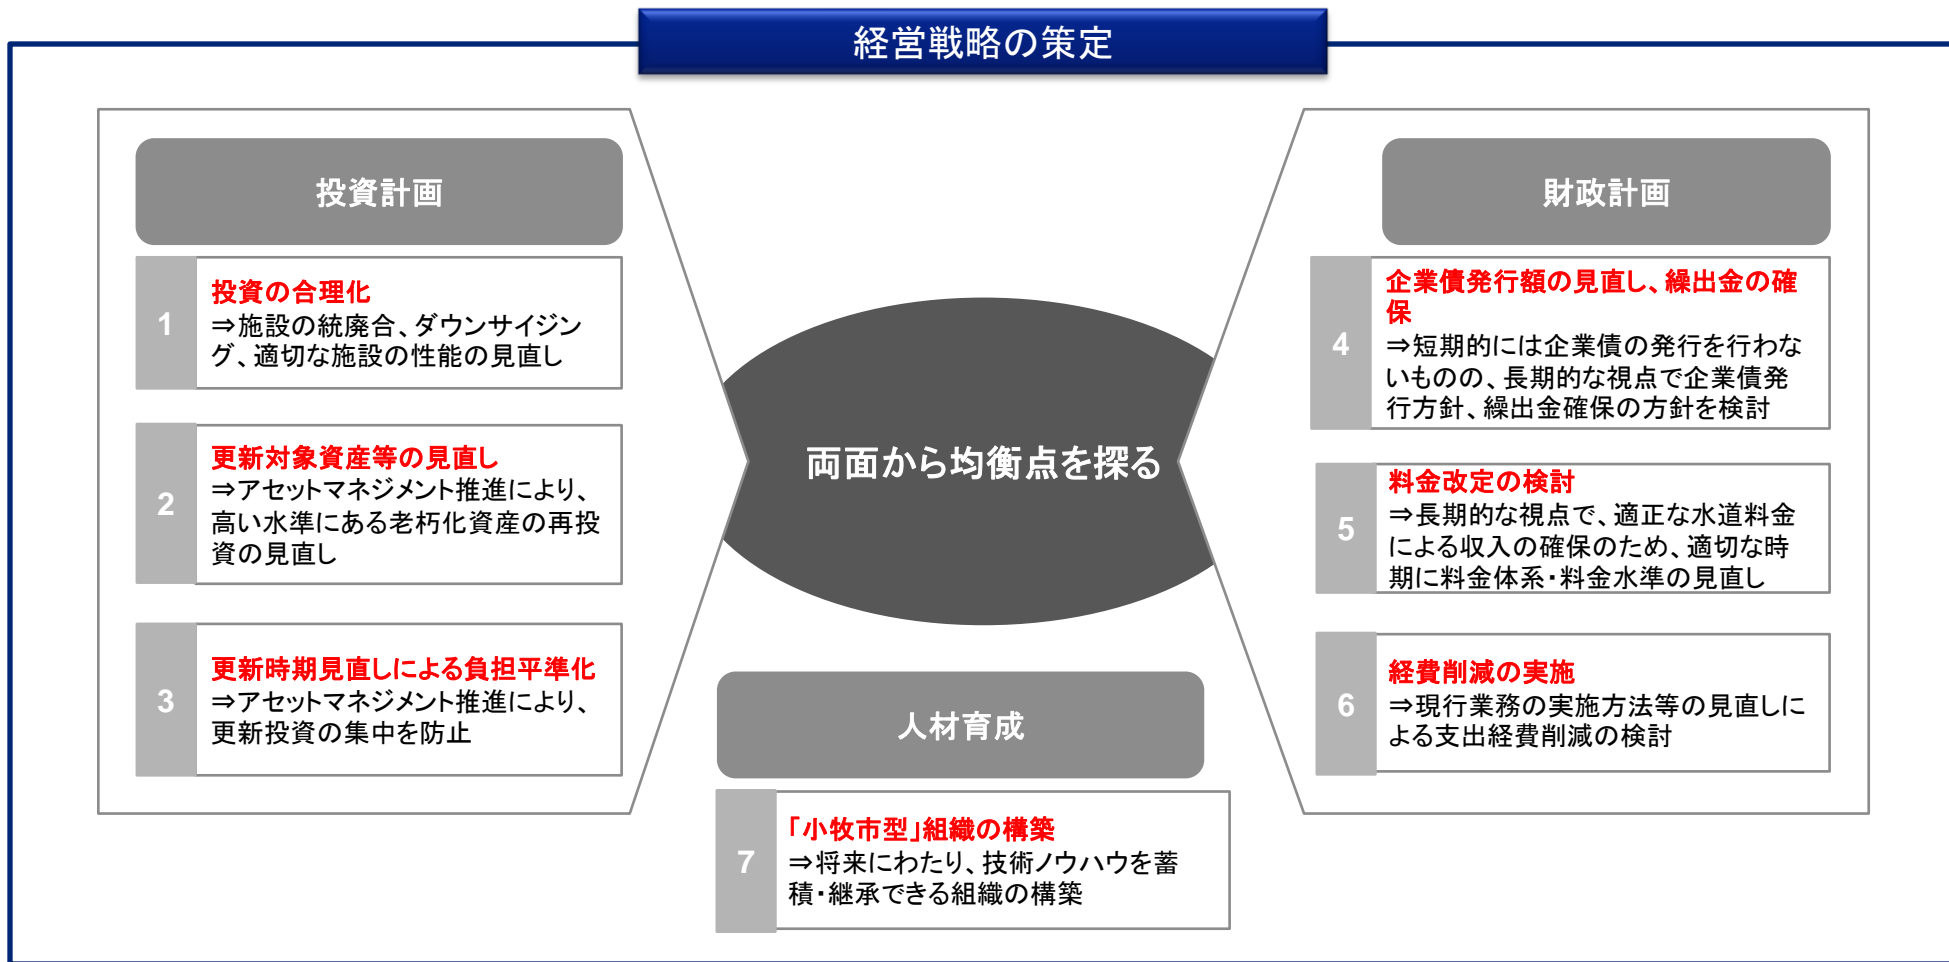 経営戦略の策定
投資計画
1
投資の合理化
⇒施設の統廃合、ダウンサイジン
グ、適切な施設の性能の見直し
2
更新対象資産等の見直し
⇒アセットマネジメント推進により、
高い水準にある老朽化資産の再投
資の見直し
3
更新時期見直しによる負担平準化
⇒アセットマネジメント推進により、
更新投資の集中を防止
両面から均衡点を探る
人材育成
7
「小牧市型」組織の構築
⇒将来にわたり、技術ノウハウを蓄
積・継承できる組織の構築
財政計画
4
企業債発行額の見直し、繰出金の確
保
⇒短期的には企業債の発行を行わな
いものの、長期的な視点で企業債発
行方針、繰出金確保の方針を検討
5
料金改定の検討
⇒長期的な視点で、適正な水道料金
による収入の確保のため、適切な時
期に料金体系・料金水準の見直し
6
経費削減の実施
⇒現行業務の実施方法等の見直しに
よる支出経費削減の検討